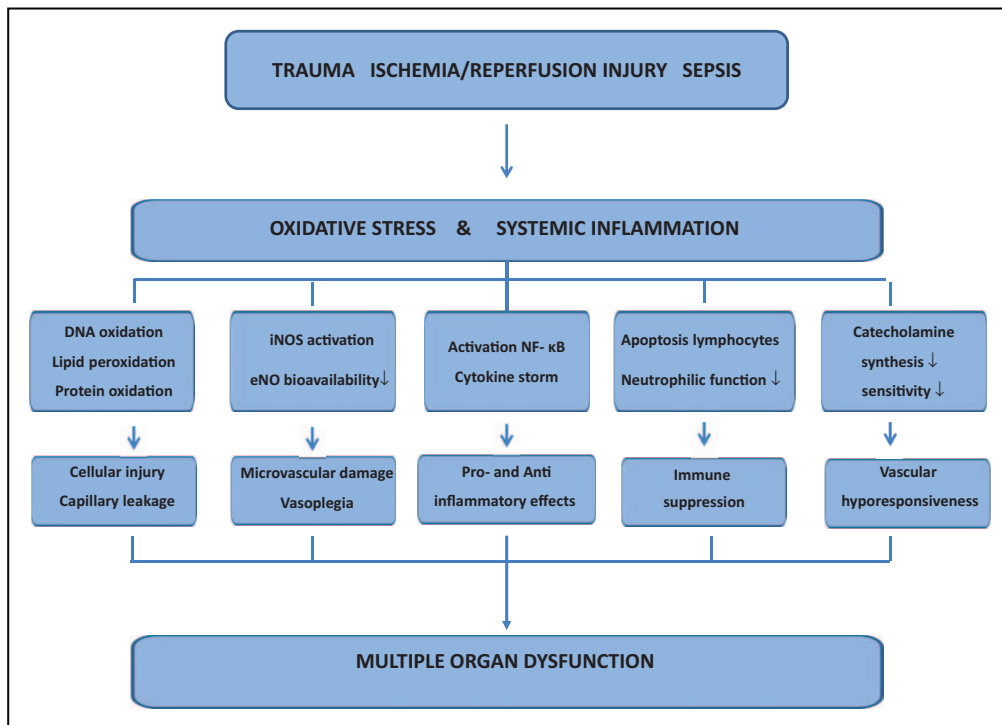 TRAUMA ISCHEMIA/REPERFUSION INJURY SEPSIS
OXIDATIVE STRESS & SYSTEMIC INFLAMMATION
DNA oxidation
Lipid peroxidation
Protein oxidation
iNOS activation
eNO bioavailability↓
Activation NF- κB
Cytokine storm
Apoptosis lymphocytes
Neutrophilic function ↓
Catecholamine
synthesis ↓
sensitivity ↓
Cellular injury
Capillary leakage
Microvascular damage
Vasoplegia
Pro- and Anti
inflammatory effects
Immune
suppression
Vascular
hyporesponsiveness
MULTIPLE ORGAN DYSFUNCTION